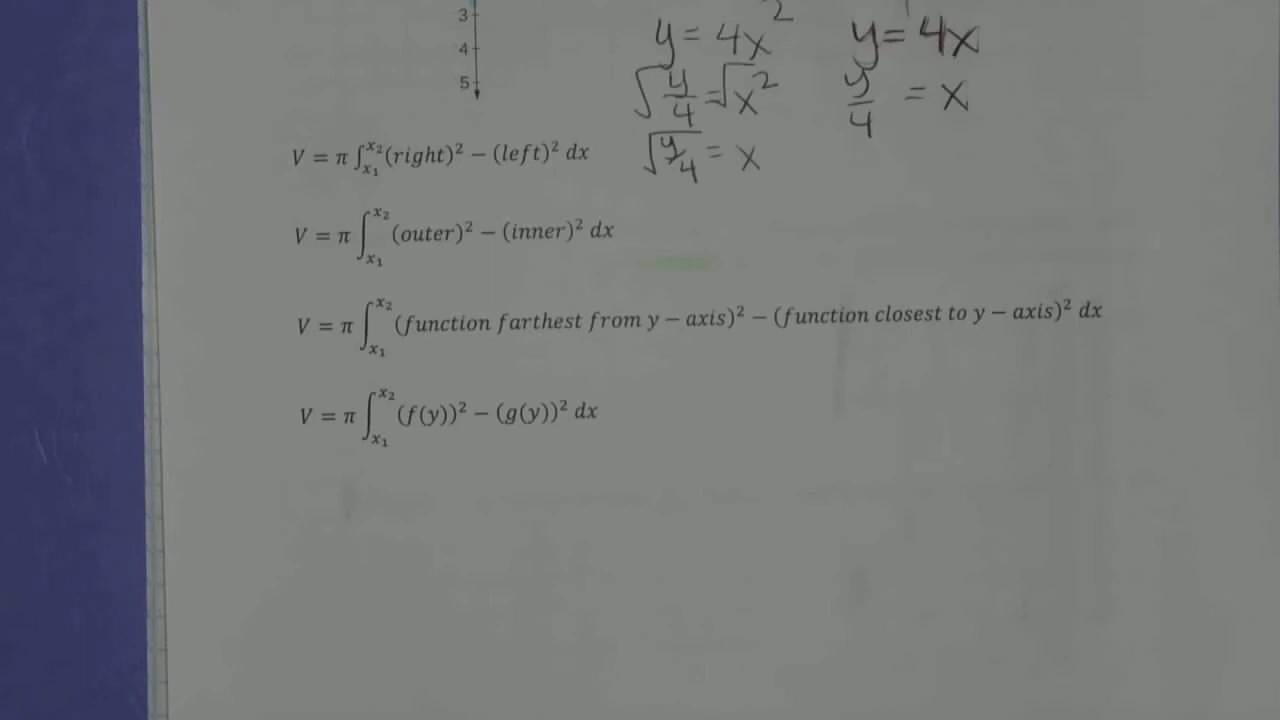 3
4
5
y = 4x²
√y/4 = √x²
√y/4 = x
y = 4x
y/4 = x
V = π ∫_{x₁}^{x₂} (right)² − (left)² dx
V = π ∫_{x₁}^{x₂} (outer)² − (inner)² dx
V = π ∫_{x₁}^{x₂} (function farthest from y − axis)² − (function closest to y − axis)² dx
V = π ∫_{x₁}^{x₂} (f(y))² − (g(y))² dx